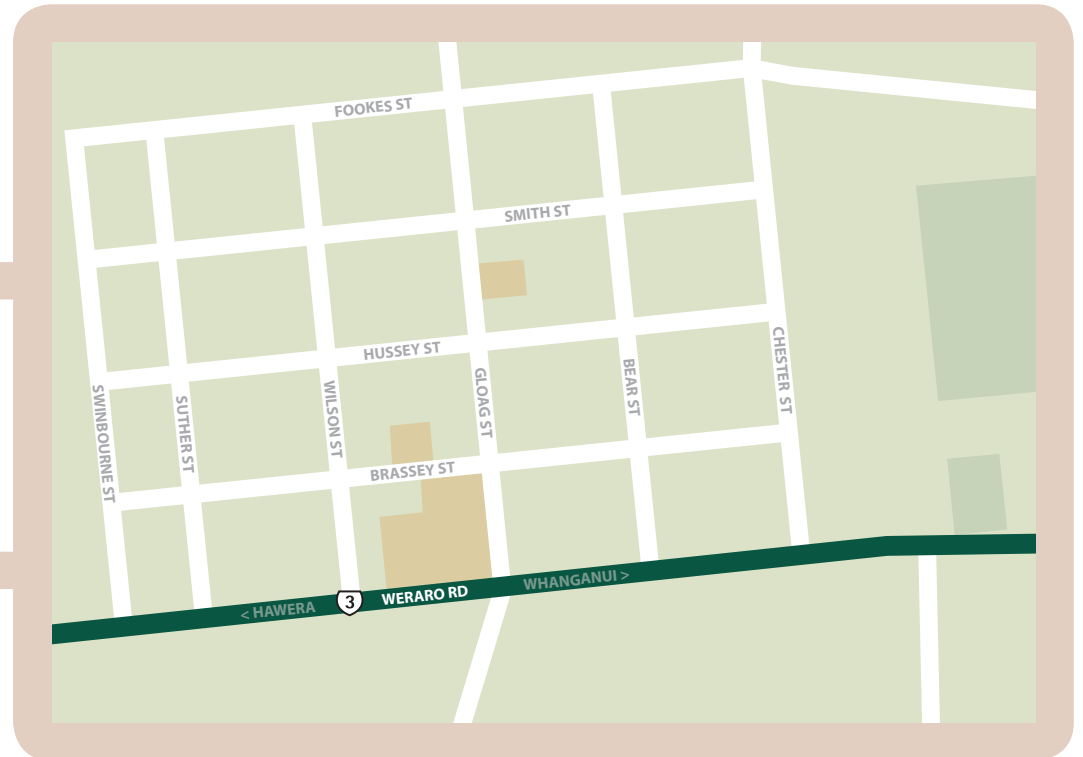 FOOKES ST
SMITH ST
HUSSEY ST
SWINBOURNE ST
SUTHER ST
WILSON ST
GLOAG ST
BEAR ST
CHESTER ST
BRASSEY ST
< HAWERA
3
WERARO RD
WHANGANUI >